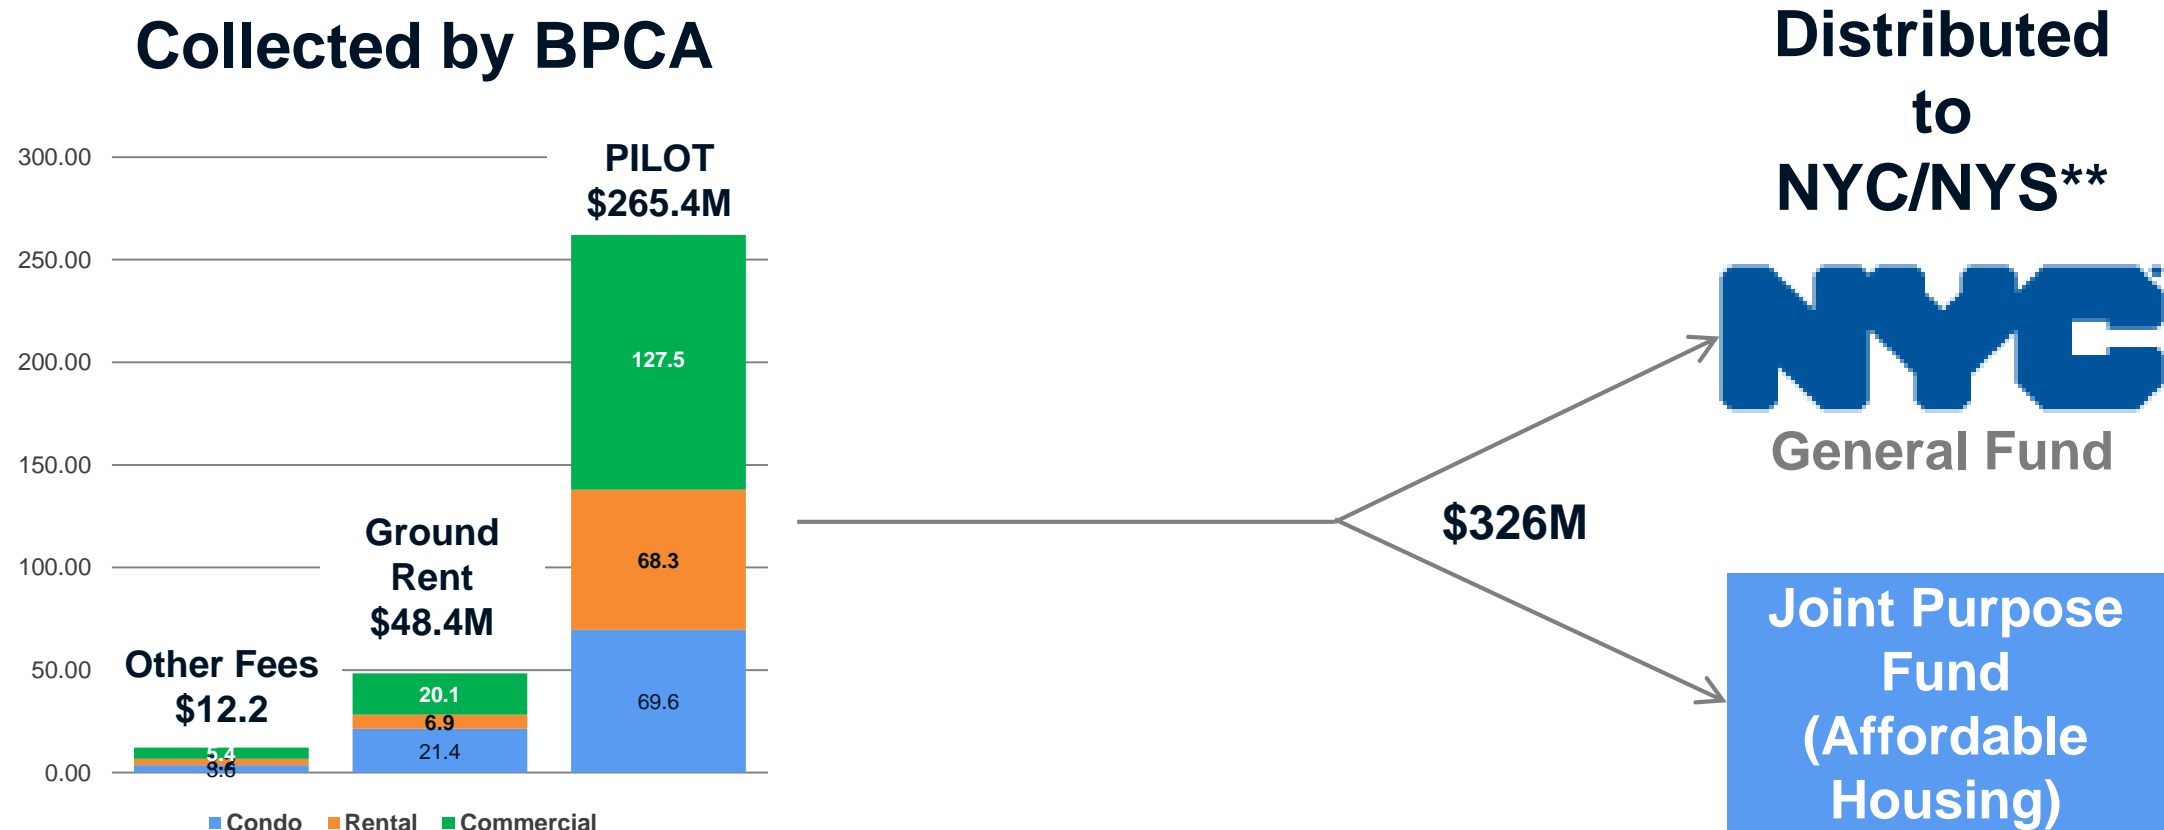 Collected by BPCA
300.00
250.00
200.00
150.00
100.00
50.00
0.00
Other Fees
$12.2
5.4
Ground
Rent
$48.4M
20.1
6.9
21.4
PILOT
$265.4M
127.5
68.3
69.6
Condo Rental Commercial
$326M
Distributed
to
NYC/NYS**
NYC
General Fund
Joint Purpose
Fund
(Affordable
Housing)